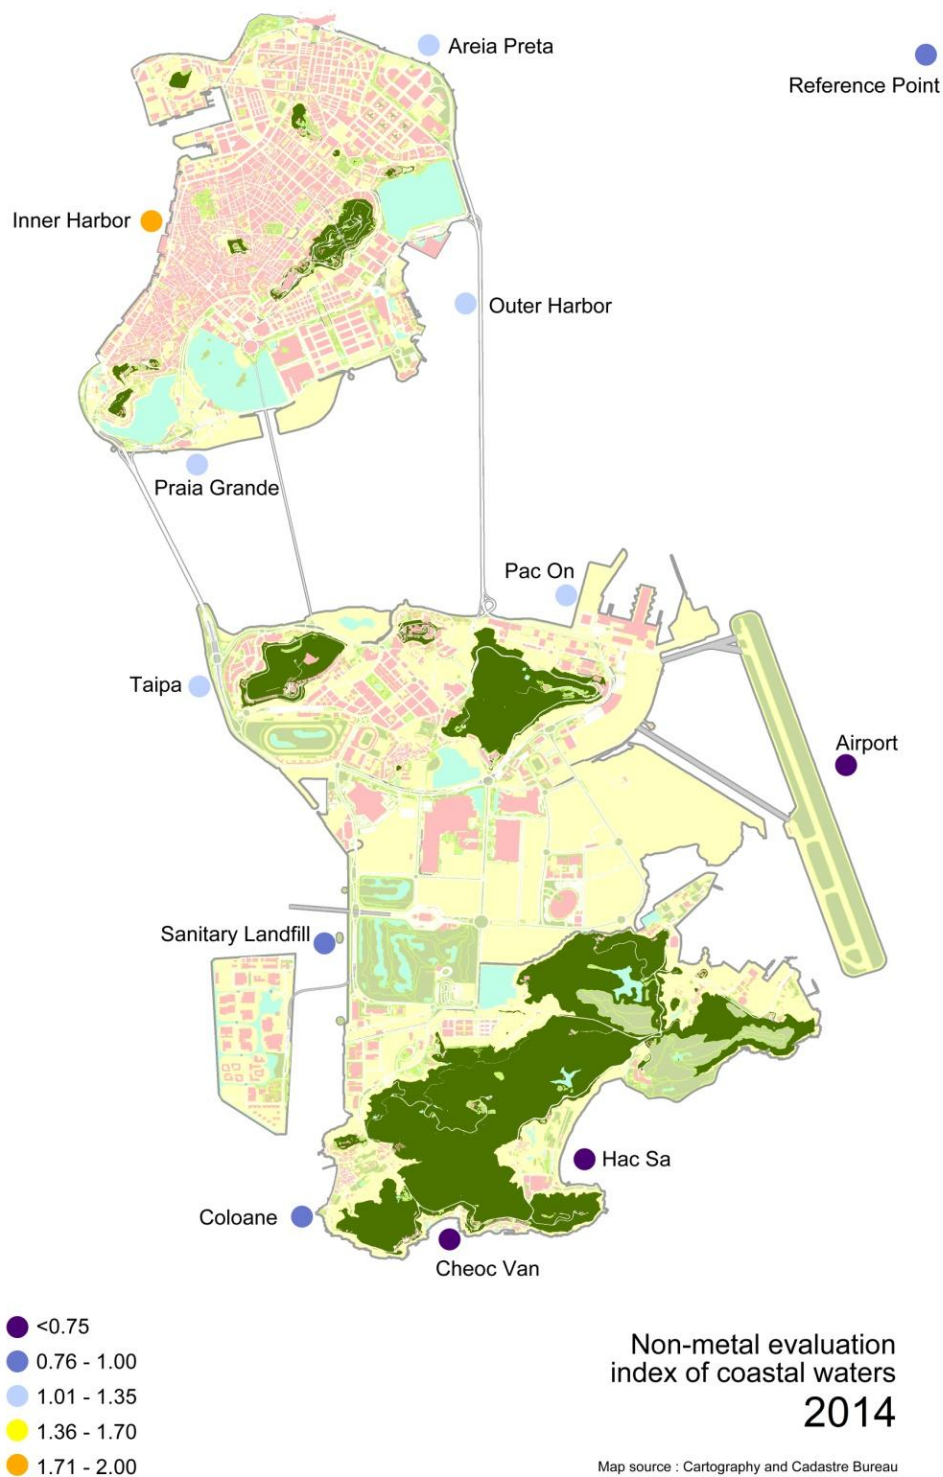 Areia Preta
Reference Point
Inner Harbor
Outer Harbor
Praia Grande
Pac On
Taipa
Airport
Sanitary Landfill
Hac Sa
Coloane
Cheoc Van
<0.75
0.76 - 1.00
1.01 - 1.35
1.36 - 1.70
1.71 - 2.00
Non-metal evaluation
index of coastal waters
2014
Map source : Cartography and Cadastre Bureau